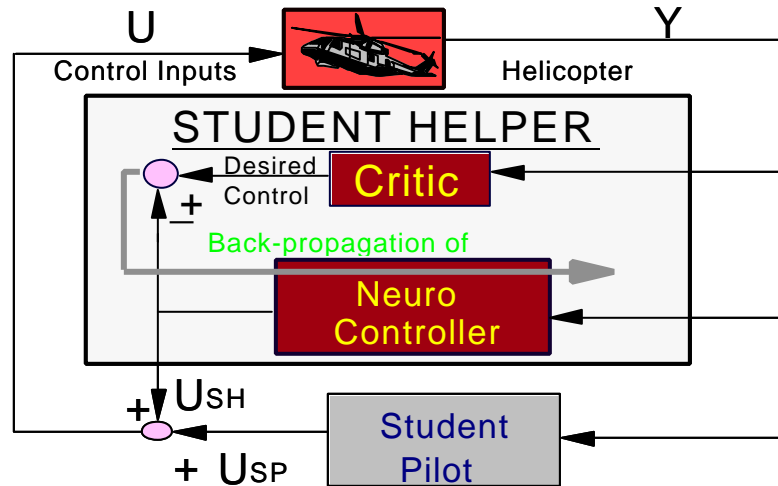 U
Y
Control Inputs
Helicopter
STUDENT HELPER
Desired
Control
Critic
+
–
Back-propagation of
Neuro
Controller
+
USH
+ USP
Student
Pilot